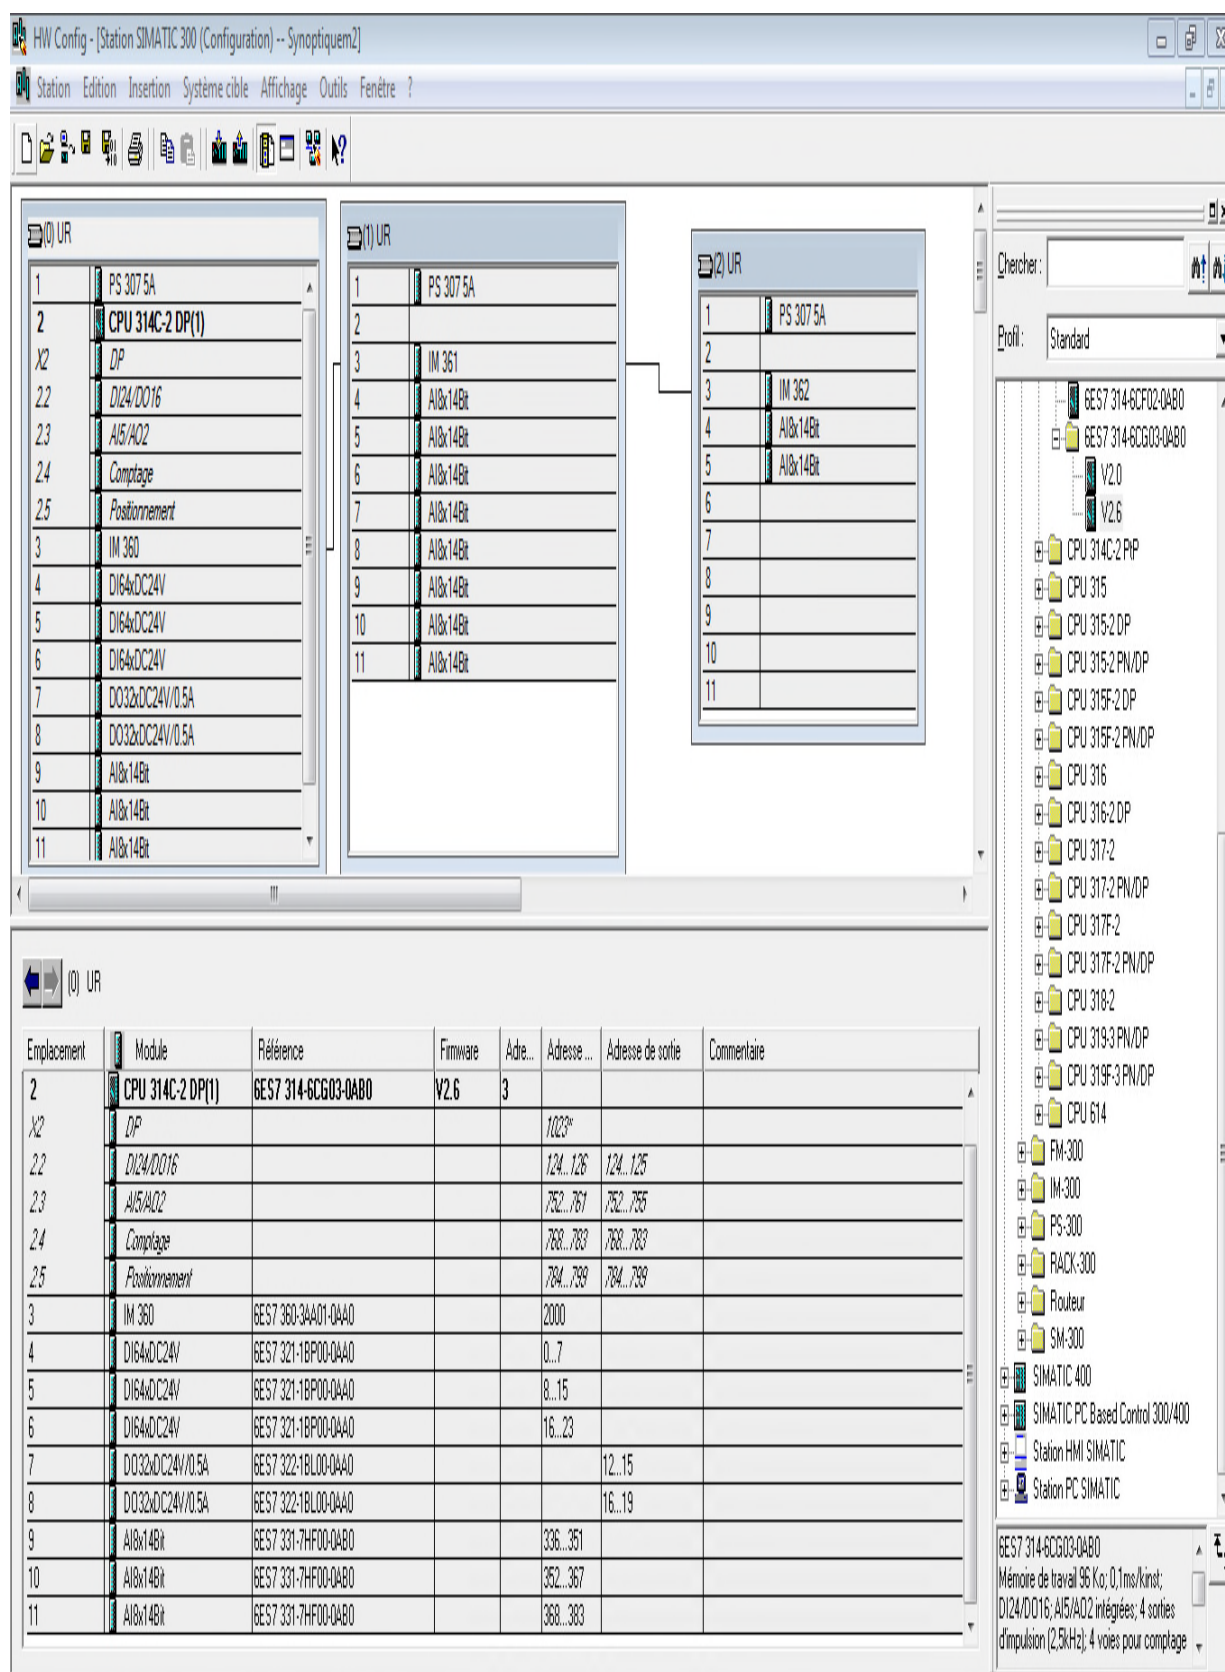 HW Config - [Station SIMATIC 300 (Configuration) -- Synoptiquem2]
Station Edition Insertion Système cible Affichage Outils Fenêtre ?
(0) UR
1 PS 307 5A
2 CPU 314C-2 DP(1)
X2 DP
2.2 DI24/DO16
2.3 AI5/AO2
2.4 Comptage
2.5 Positionnement
3 IM 360
4 DI64xDC24V
5 DI64xDC24V
6 DI64xDC24V
7 DO32xDC24V/0.5A
8 DO32xDC24V/0.5A
9 AI8x14Bit
10 AI8x14Bit
11 AI8x14Bit
(1) UR
1 PS 307 5A
2
3 IM 361
4 AI8x14Bit
5 AI8x14Bit
6 AI8x14Bit
7 AI8x14Bit
8 AI8x14Bit
9 AI8x14Bit
10 AI8x14Bit
11 AI8x14Bit
(2) UR
1 PS 307 5A
2
3 IM 362
4 AI8x14Bit
5 AI8x14Bit
6
7
8
9
10
11
Chercher :
Profil : Standard
6ES7 314-6CF02-0AB0
6ES7 314-6CG03-0AB0
V2.0
V2.6
CPU 314C-2 PtP
CPU 315
CPU 315-2 DP
CPU 315-2 PN/DP
CPU 315F-2 DP
CPU 315F-2 PN/DP
CPU 316
CPU 316-2 DP
CPU 317-2
CPU 317-2 PN/DP
CPU 317F-2
CPU 317F-2 PN/DP
CPU 318-2
CPU 319-3 PN/DP
CPU 319F-3 PN/DP
CPU 614
FM-300
IM-300
PS-300
RACK-300
Routeur
SM-300
SIMATIC 400
SIMATIC PC Based Control 300/400
Station HMI SIMATIC
Station PC SIMATIC
6ES7 314-6CG03-0AB0
Mémoire de travail 96 Ko; 0,1ms/kinst;
DI24/DO16; AI5/AO2 intégrées; 4 sorties
d'impulsion (2,5kHz); 4 voies pour comptage
(0) UR
Emplacement Module Référence Firmware Adre... Adresse ... Adresse de sortie Commentaire
2 CPU 314C-2 DP(1) 6ES7 314-6CG03-0AB0 V2.6 3
X2 DP 1023*
2.2 DI24/DO16 124...126 124...125
2.3 AI5/AO2 752...761 752...755
2.4 Comptage 768...783 768...783
2.5 Positionnement 784...799 784...799
3 IM 360 6ES7 360-3AA01-0AA0 2000
4 DI64xDC24V 6ES7 321-1BP00-0AA0 0...7
5 DI64xDC24V 6ES7 321-1BP00-0AA0 8...15
6 DI64xDC24V 6ES7 321-1BP00-0AA0 16...23
7 DO32xDC24V/0.5A 6ES7 322-1BL00-0AA0 12...15
8 DO32xDC24V/0.5A 6ES7 322-1BL00-0AA0 16...19
9 AI8x14Bit 6ES7 331-7HF00-0AB0 336...351
10 AI8x14Bit 6ES7 331-7HF00-0AB0 352...367
11 AI8x14Bit 6ES7 331-7HF00-0AB0 368...383